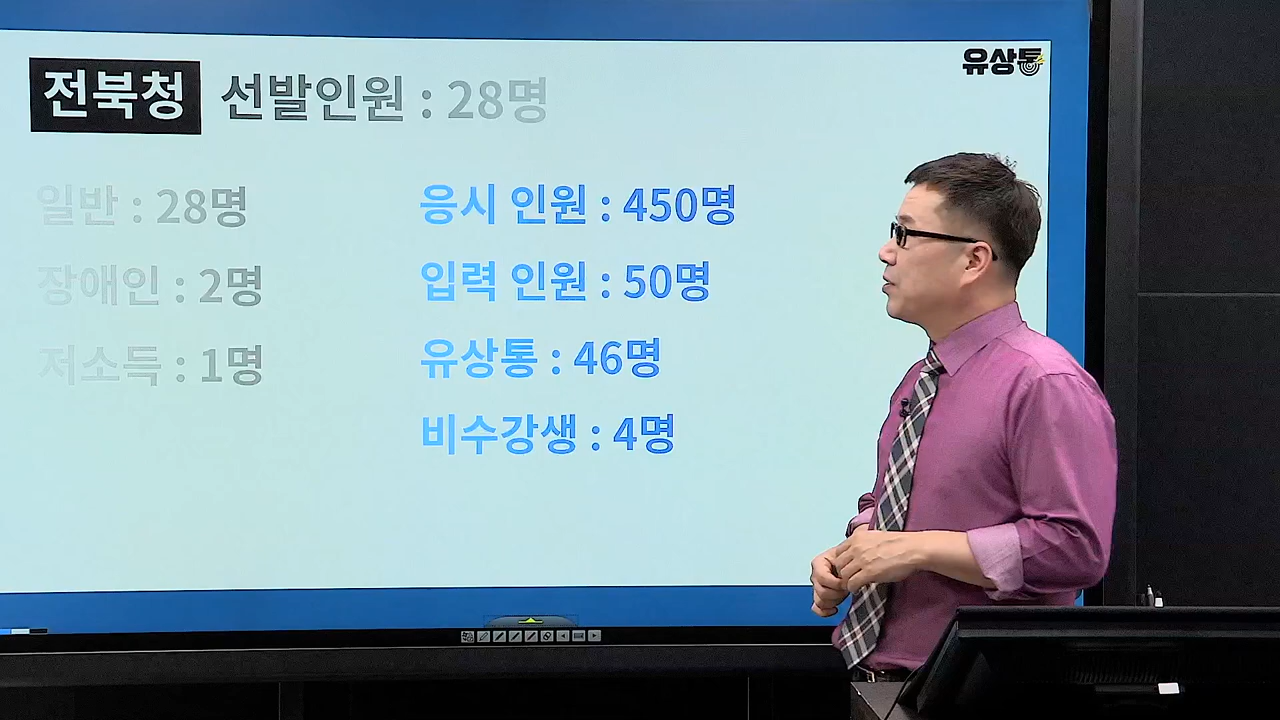 유상통
전북청 선발인원 : 28명
일반 : 28명
장애인 : 2명
저소득 : 1명
응시 인원 : 450명
입력 인원 : 50명
유상통 : 46명
비수강생 : 4명